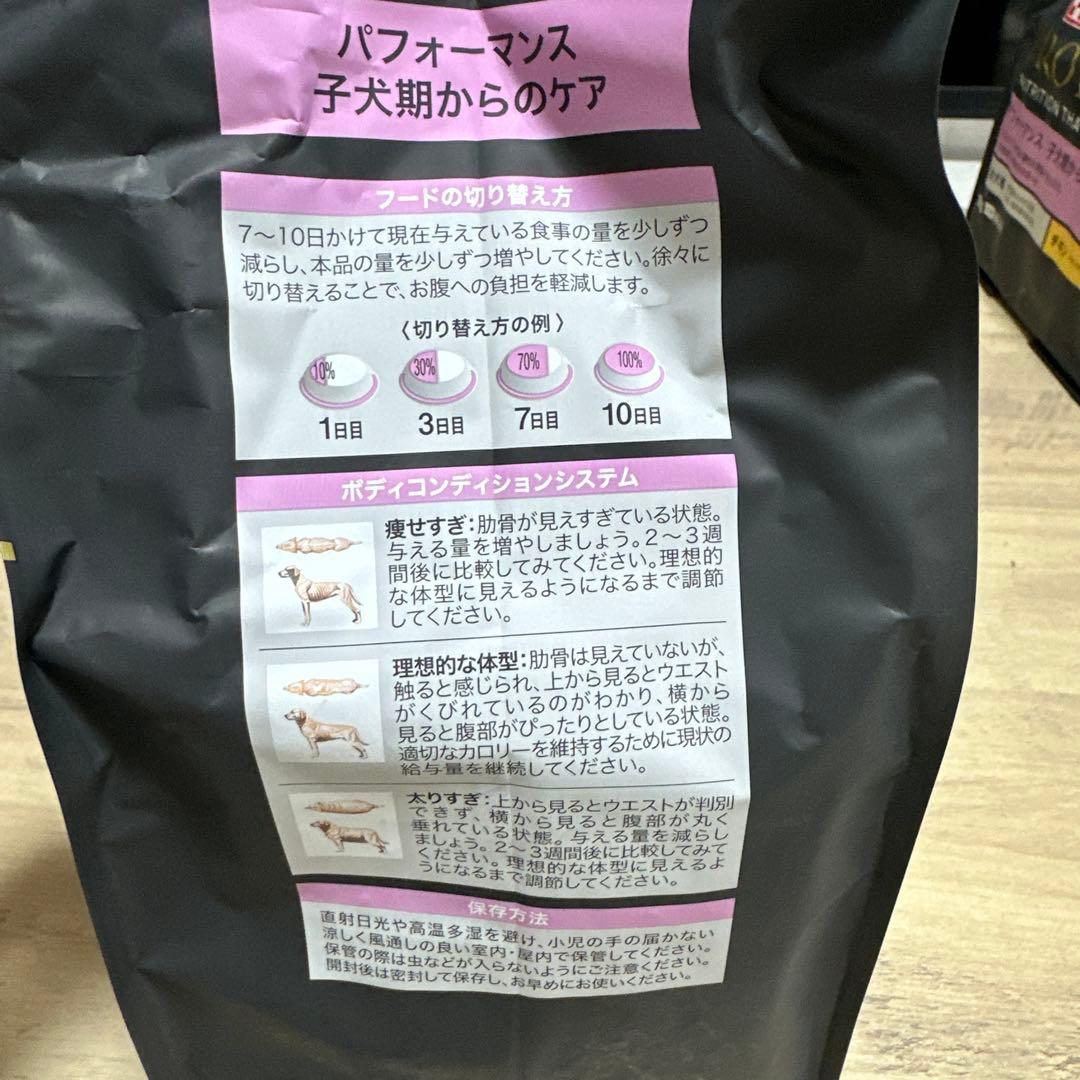 パフォーマンス
子犬期からのケア
フードの切り替え方
7～10日かけて現在与えている食事の量を少しずつ
減らし、本品の量を少しずつ増やしてください。徐々に
切り替えることで、お腹への負担を軽減します。
〈切り替え方の例〉
10% 30% 70% 100%
1日目 3日目 7日目 10日目
ボディコンディションシステム
痩せすぎ：肋骨が見えすぎている状態。
与える量を増やしましょう。2～3週
間後に比較してみてください。理想的
な体型に見えるようになるまで調節
してください。
理想的な体型：肋骨は見えていないが、
触ると感じられ、上から見るとウエスト
がくびれているのがわかり、横から
見ると腹部がぴったりとしている状態。
適切なカロリーを維持するために現状の
給与量を継続してください。
太りすぎ：上から見るとウエストが判別
できず、横から見ると腹部が丸く
垂れている状態。与える量を減らし
ましょう。2～3週間後に比較してみて
ください。理想的な体型に見えるよ
うになるまで調節してください。
保存方法
直射日光や高温多湿を避け、小児の手の届かない
涼しく風通しの良い室内・屋内で保管してください。
保管の際は虫などが入らないようにご注意ください。
開封後は密封して保存し、お早めにお使いください。